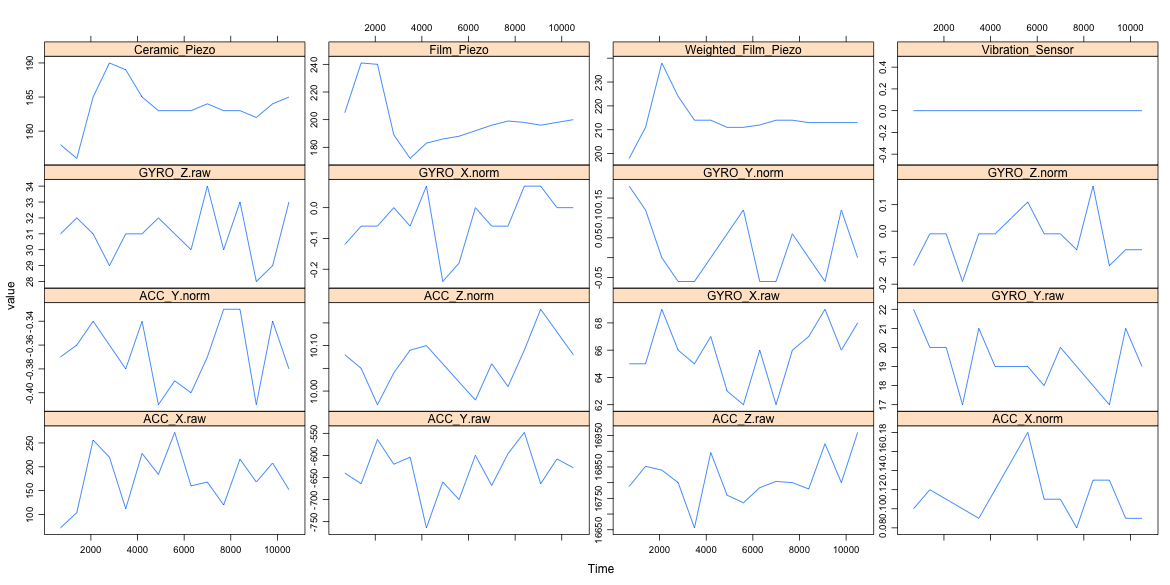 2000 4000 6000 8000 10000 2000 4000 6000 8000 10000
Ceramic_Piezo Film_Piezo Weighted_Film_Piezo Vibration_Sensor
180 185 190
180 200 220 240
200 210 220 230
-0.4 -0.2 0.0 0.2 0.4
GYRO_Z.raw GYRO_X.norm GYRO_Y.norm GYRO_Z.norm
28 29 30 31 32 33 34
-0.2 -0.1 0.0
-0.05 0.05 0.10 0.15
-0.2 -0.1 0.0 0.1
value
ACC_Y.norm ACC_Z.norm GYRO_X.raw GYRO_Y.raw
-0.40 -0.38 -0.36 -0.34
10.00 10.10
62 64 66 68
17 18 19 20 21 22
ACC_X.raw ACC_Y.raw ACC_Z.raw ACC_X.norm
100 150 200 250
-750 -700 -650 -600 -550
16650 16750 16850 16950
0.08 0.10 0.12 0.14 0.16 0.18
2000 4000 6000 8000 10000 2000 4000 6000 8000 10000
Time